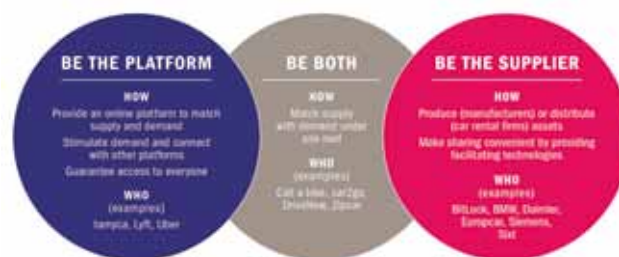 BE THE PLATFORM
HOW
Provide an online platform to match
supply and demand
Stimulate demand and connect
with other platforms
Guarantee access to everyone
WHO
(examples)
tamyca, Lyft, Uber
BE BOTH
HOW
Match supply
with demand under
one roof
WHO
(examples)
Call a bike, car2go,
DriveNow, Zipcar
BE THE SUPPLIER
HOW
Produce (manufacturers) or distribute
(car rental firms) assets
Make sharing convenient by providing
facilitating technologies
WHO
(examples)
BitLock, BMW, Daimler,
Europcar, Siemens,
Sixt